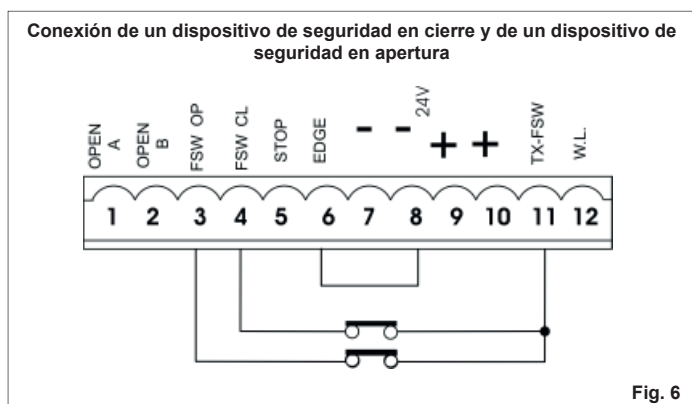 Conexión de un dispositivo de seguridad en cierre y de un dispositivo de
seguridad en apertura
OPEN A
OPEN B
FSW OP
FSW CL
STOP
EDGE
-
-
24V
+
+
TX-FSW
W.L.
1 2 3 4 5 6 7 8 9 10 11 12
Fig. 6